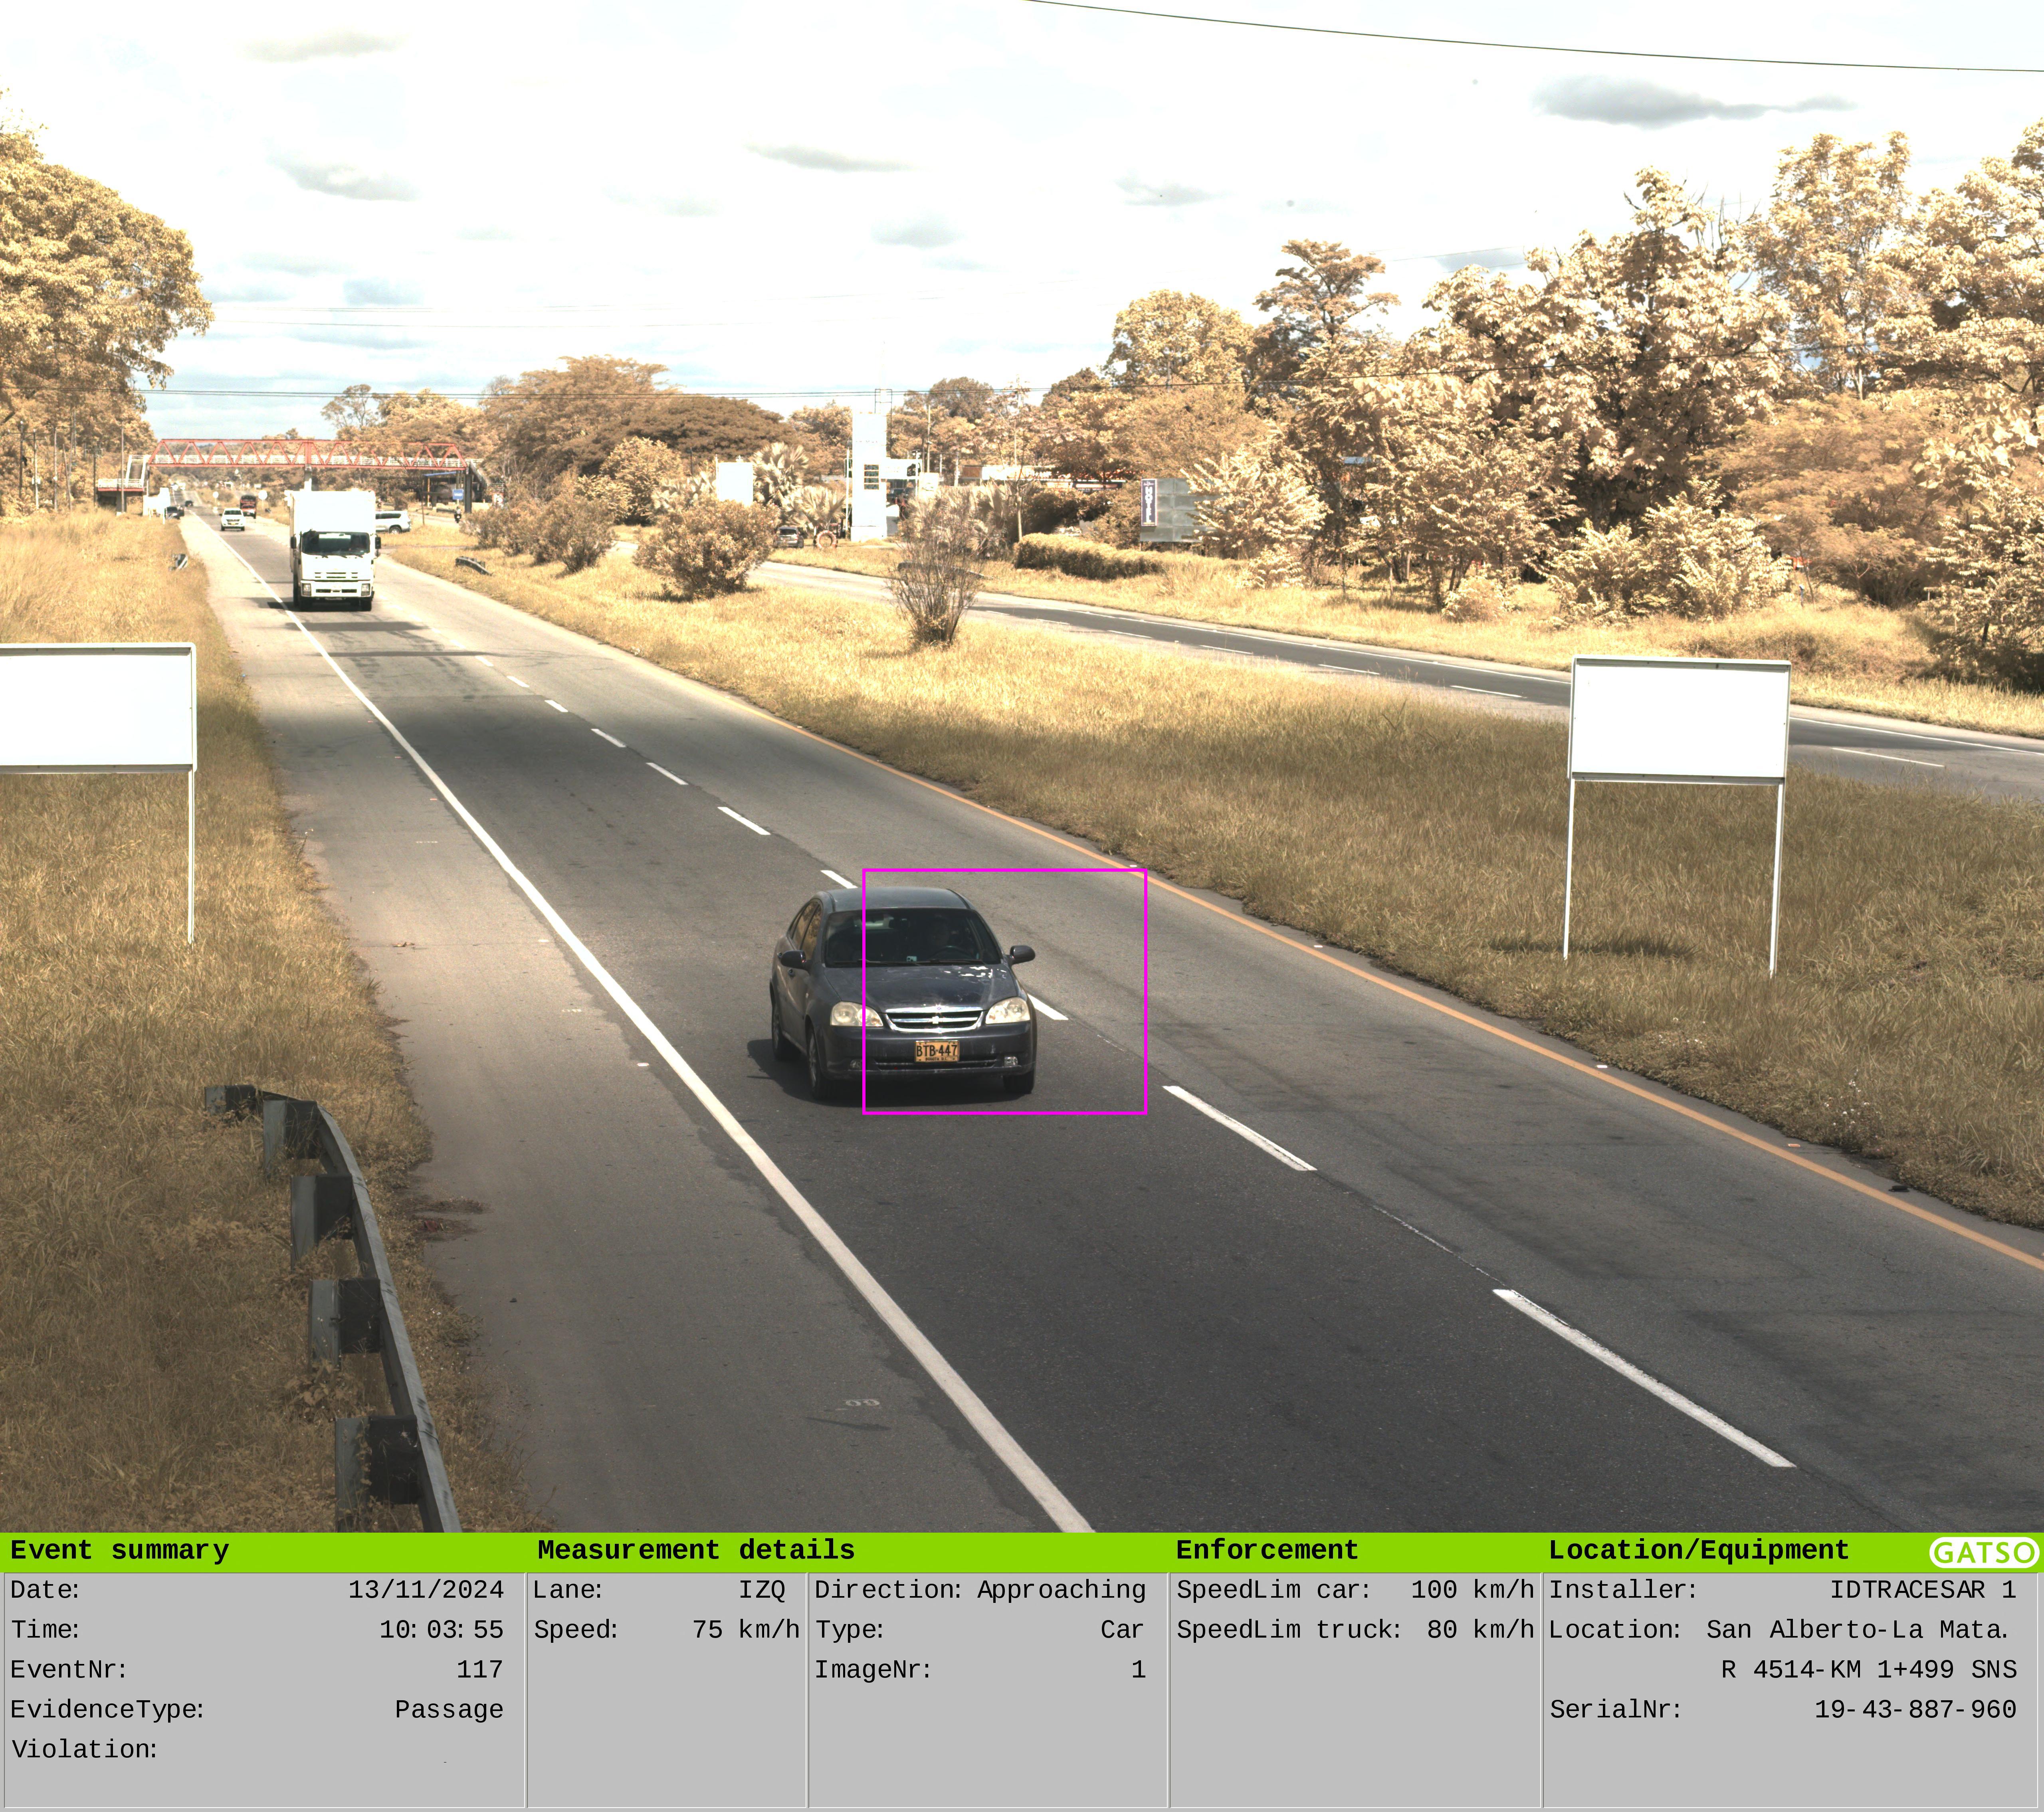 HOTEL
BTB-447
Event summary
Measurement details
Enforcement
Location/Equipment
GATSO
Date: 13/11/2024
Time: 10:03:55
EventNr: 117
EvidenceType: Passage
Violation:
Lane: IZQ
Speed: 75 km/h
Direction: Approaching
Type: Car
ImageNr: 1
SpeedLim car: 100 km/h
SpeedLim truck: 80 km/h
Installer: IDTRACESAR 1
Location: San Alberto-La Mata.
R 4514-KM 1+499 SNS
SerialNr: 19-43-887-960